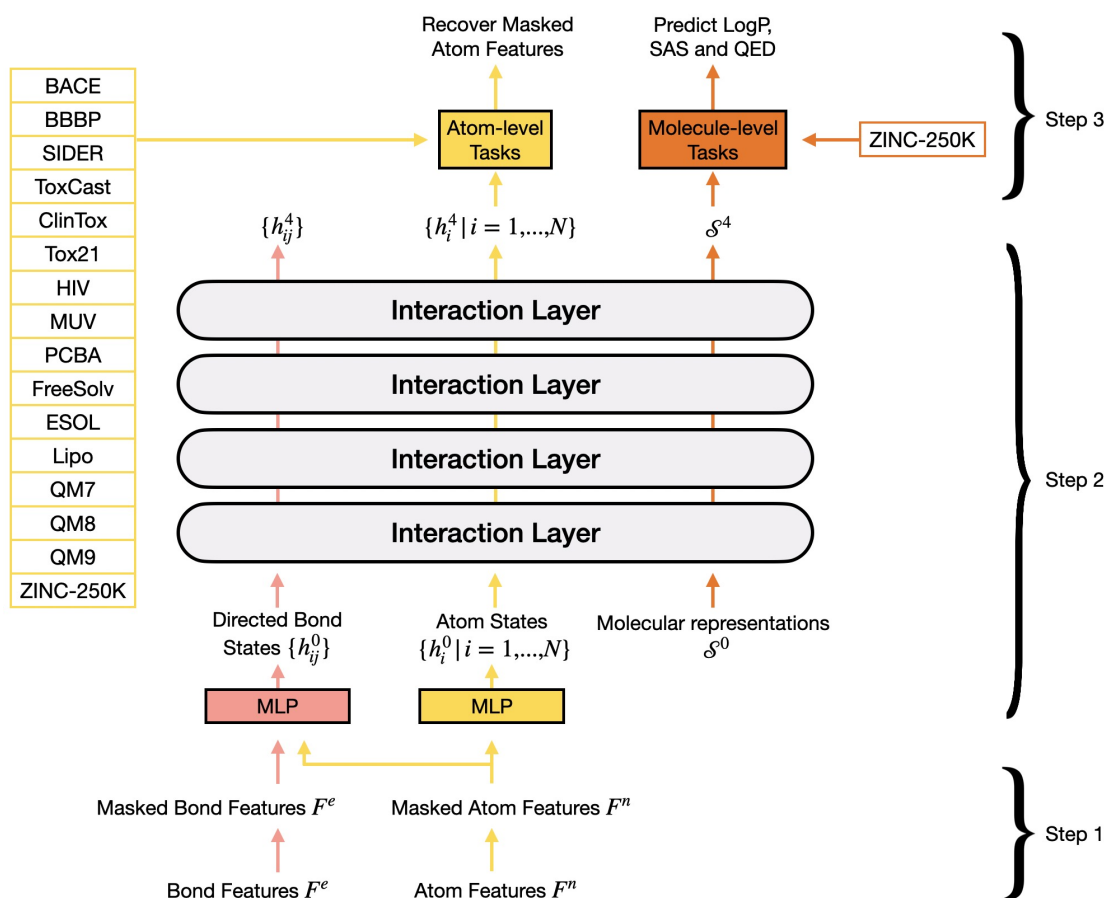 Recover Masked
Atom Features
Predict LogP,
SAS and QED
BACE
BBBP
SIDER
ToxCast
ClinTox
Tox21
HIV
MUV
PCBA
FreeSolv
ESOL
Lipo
QM7
QM8
QM9
ZINC-250K
Atom-level
Tasks
Molecule-level
Tasks
ZINC-250K
Step 3
{h_{ij}^4}
{h_i^4 | i = 1,...,N}
𝒮^4
Interaction Layer
Interaction Layer
Interaction Layer
Interaction Layer
Step 2
Directed Bond
States {h_{ij}^0}
Atom States
{h_i^0 | i = 1,...,N}
Molecular representations
𝒮^0
MLP
MLP
Masked Bond Features F^e
Masked Atom Features F^n
Step 1
Bond Features F^e
Atom Features F^n